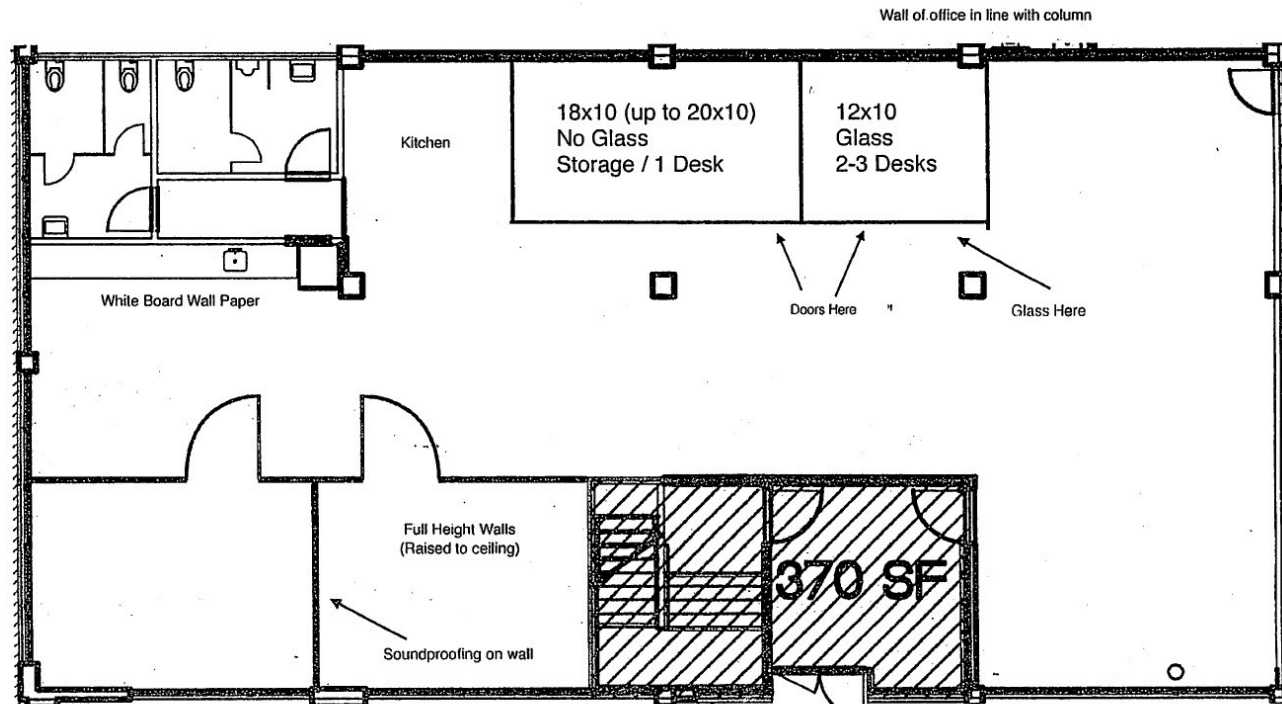 Wall of office in line with column
18x10 (up to 20x10)
No Glass
Storage / 1 Desk
12x10
Glass
2-3 Desks
Kitchen
White Board Wall Paper
Doors Here
Glass Here
Full Height Walls
(Raised to ceiling)
370 SF
Soundproofing on wall